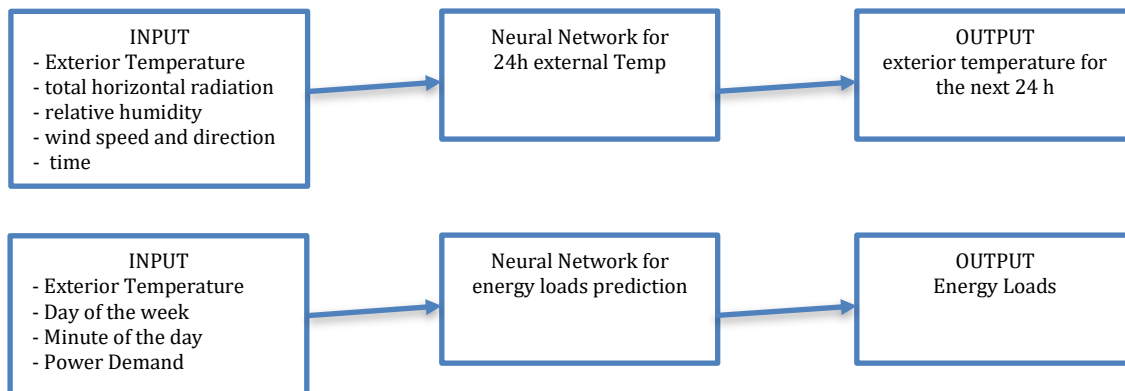 INPUT
- Exterior Temperature
- total horizontal radiation
- relative humidity
- wind speed and direction
- time
Neural Network for
24h external Temp
OUTPUT
exterior temperature for
the next 24 h
INPUT
- Exterior Temperature
- Day of the week
- Minute of the day
- Power Demand
Neural Network for
energy loads prediction
OUTPUT
Energy Loads